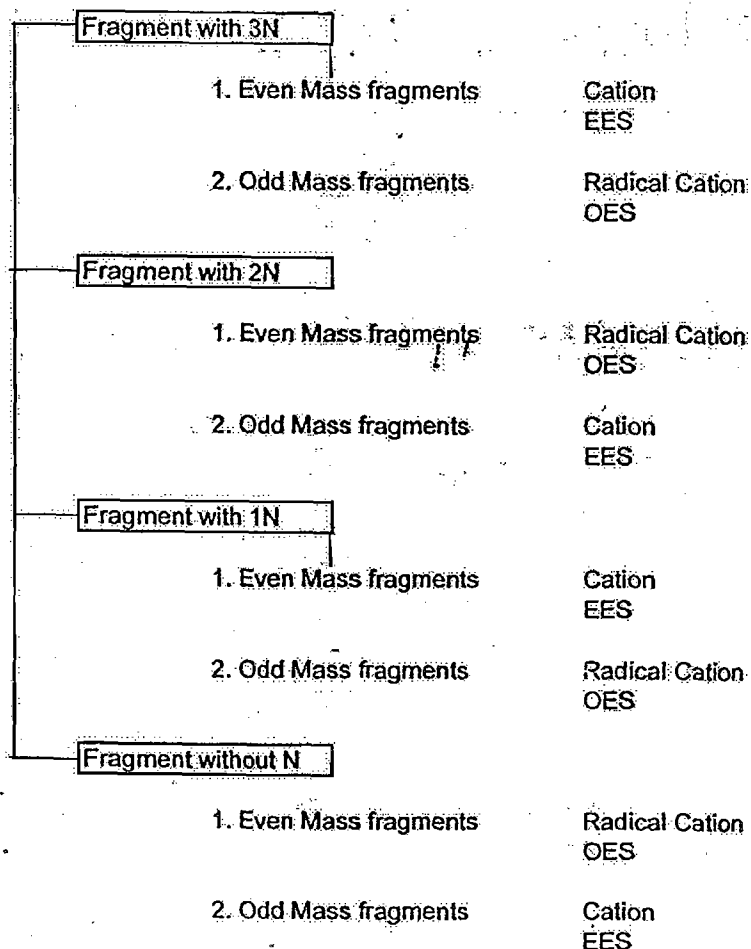 Fragment with 3N
1. Even Mass fragments Cation
EES
2. Odd Mass fragments Radical Cation
OES
Fragment with 2N
1. Even Mass fragments Radical Cation
OES
2. Odd Mass fragments Cation
EES
Fragment with 1N
1. Even Mass fragments Cation
EES
2. Odd Mass fragments Radical Cation
OES
Fragment without N
1. Even Mass fragments Radical Cation
OES
2. Odd Mass fragments Cation
EES